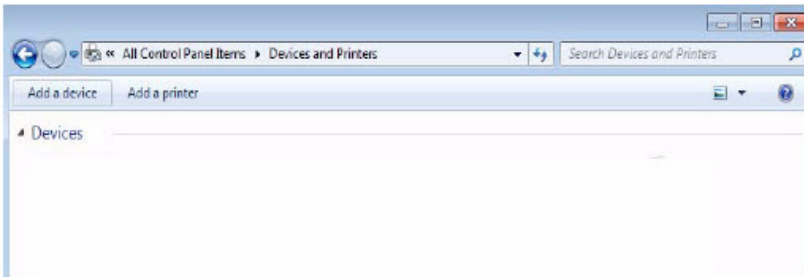 « All Control Panel Items ▸ Devices and Printers Search Devices and Printers
Add a device Add a printer
Devices